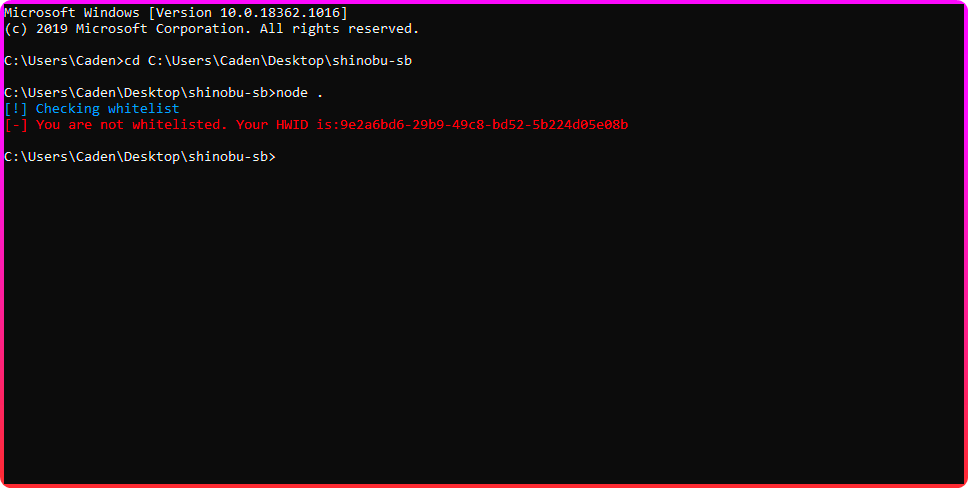 Microsoft Windows [Version 10.0.18362.1016]
(c) 2019 Microsoft Corporation. All rights reserved.
C:\Users\Caden>cd C:\Users\Caden\Desktop\shinobu-sb
C:\Users\Caden\Desktop\shinobu-sb>node .
[!] Checking whitelist
[-] You are not whitelisted. Your HWID is:9e2a6bd6-29b9-49c8-bd52-5b224d05e08b
C:\Users\Caden\Desktop\shinobu-sb>